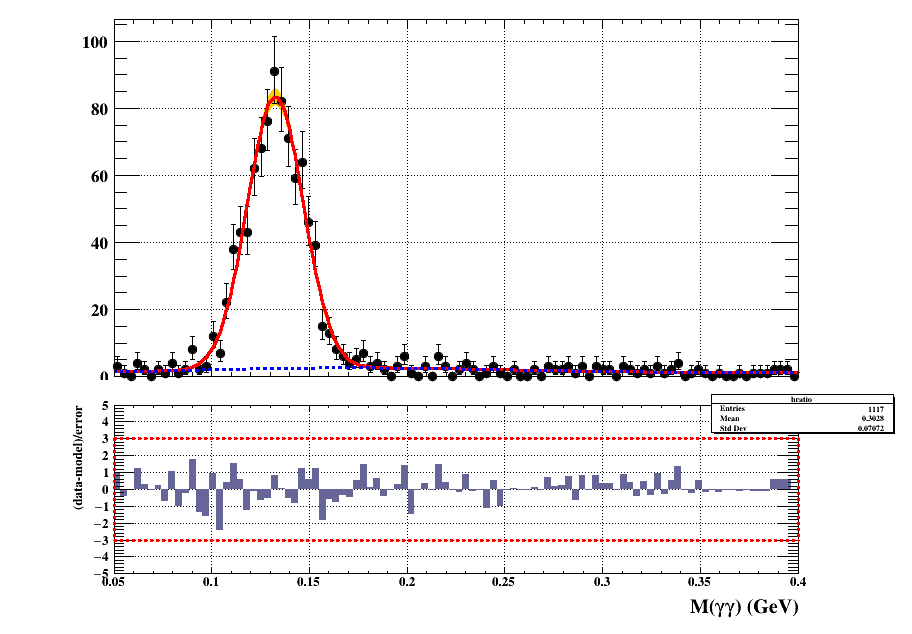 100
80
60
40
20
0
(data-model)/error
5
4
3
2
1
0
−1
−2
−3
−4
−5
hratio
Entries 1117
Mean 0.3028
Std Dev 0.07072
0.05 0.1 0.15 0.2 0.25 0.3 0.35 0.4
M(γγ) (GeV)